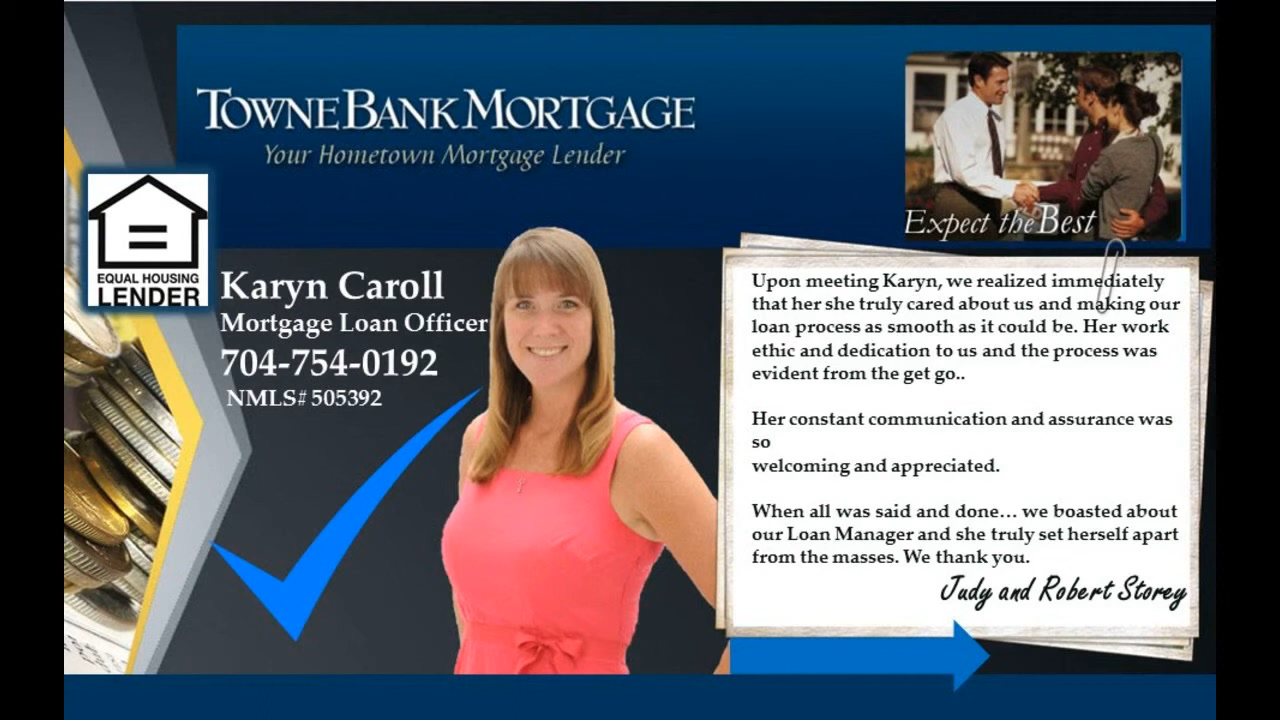 TOWNEBANK MORTGAGE
Your Hometown Mortgage Lender
Expect the Best
EQUAL HOUSING
LENDER
Karyn Caroll
Mortgage Loan Officer
704-754-0192
NMLS# 505392
Upon meeting Karyn, we realized immediately
that her she truly cared about us and making our
loan process as smooth as it could be. Her work
ethic and dedication to us and the process was
evident from the get go..
Her constant communication and assurance was
so
welcoming and appreciated.
When all was said and done… we boasted about
our Loan Manager and she truly set herself apart
from the masses. We thank you.
Judy and Robert Storey